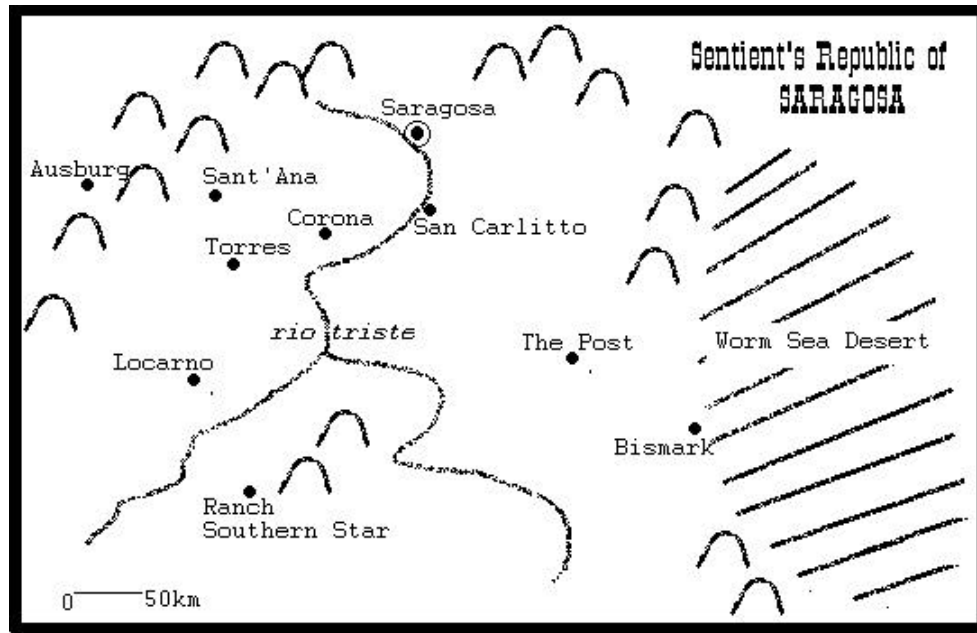 Sentient's Republic of
SARAGOSA
Saragosa
Ausburg
Sant'Ana
Corona
San Carlitto
Torres
rio triste
The Post
Worm Sea Desert
Locarno
Bismark
Ranch
Southern Star
0 50km